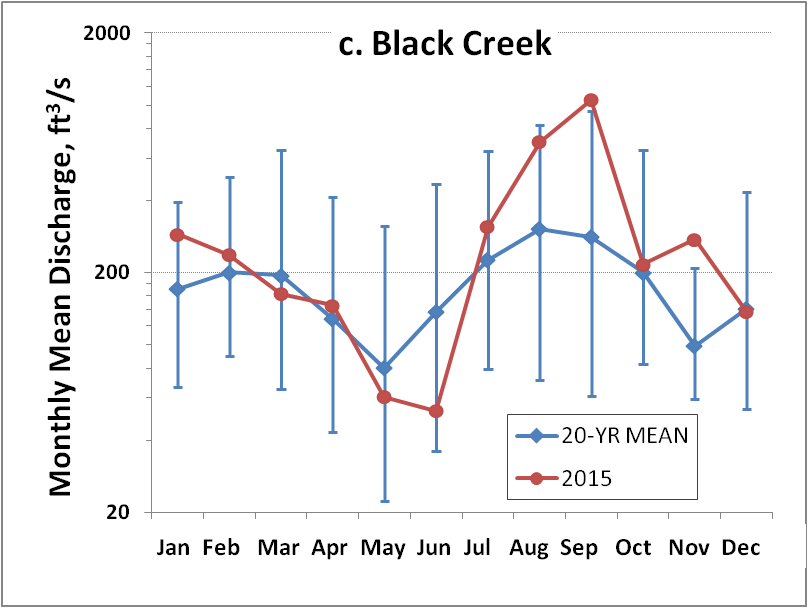 c. Black Creek
Monthly Mean Discharge, ft³/s
2000
200
20
20-YR MEAN
2015
Jan Feb Mar Apr May Jun Jul Aug Sep Oct Nov Dec